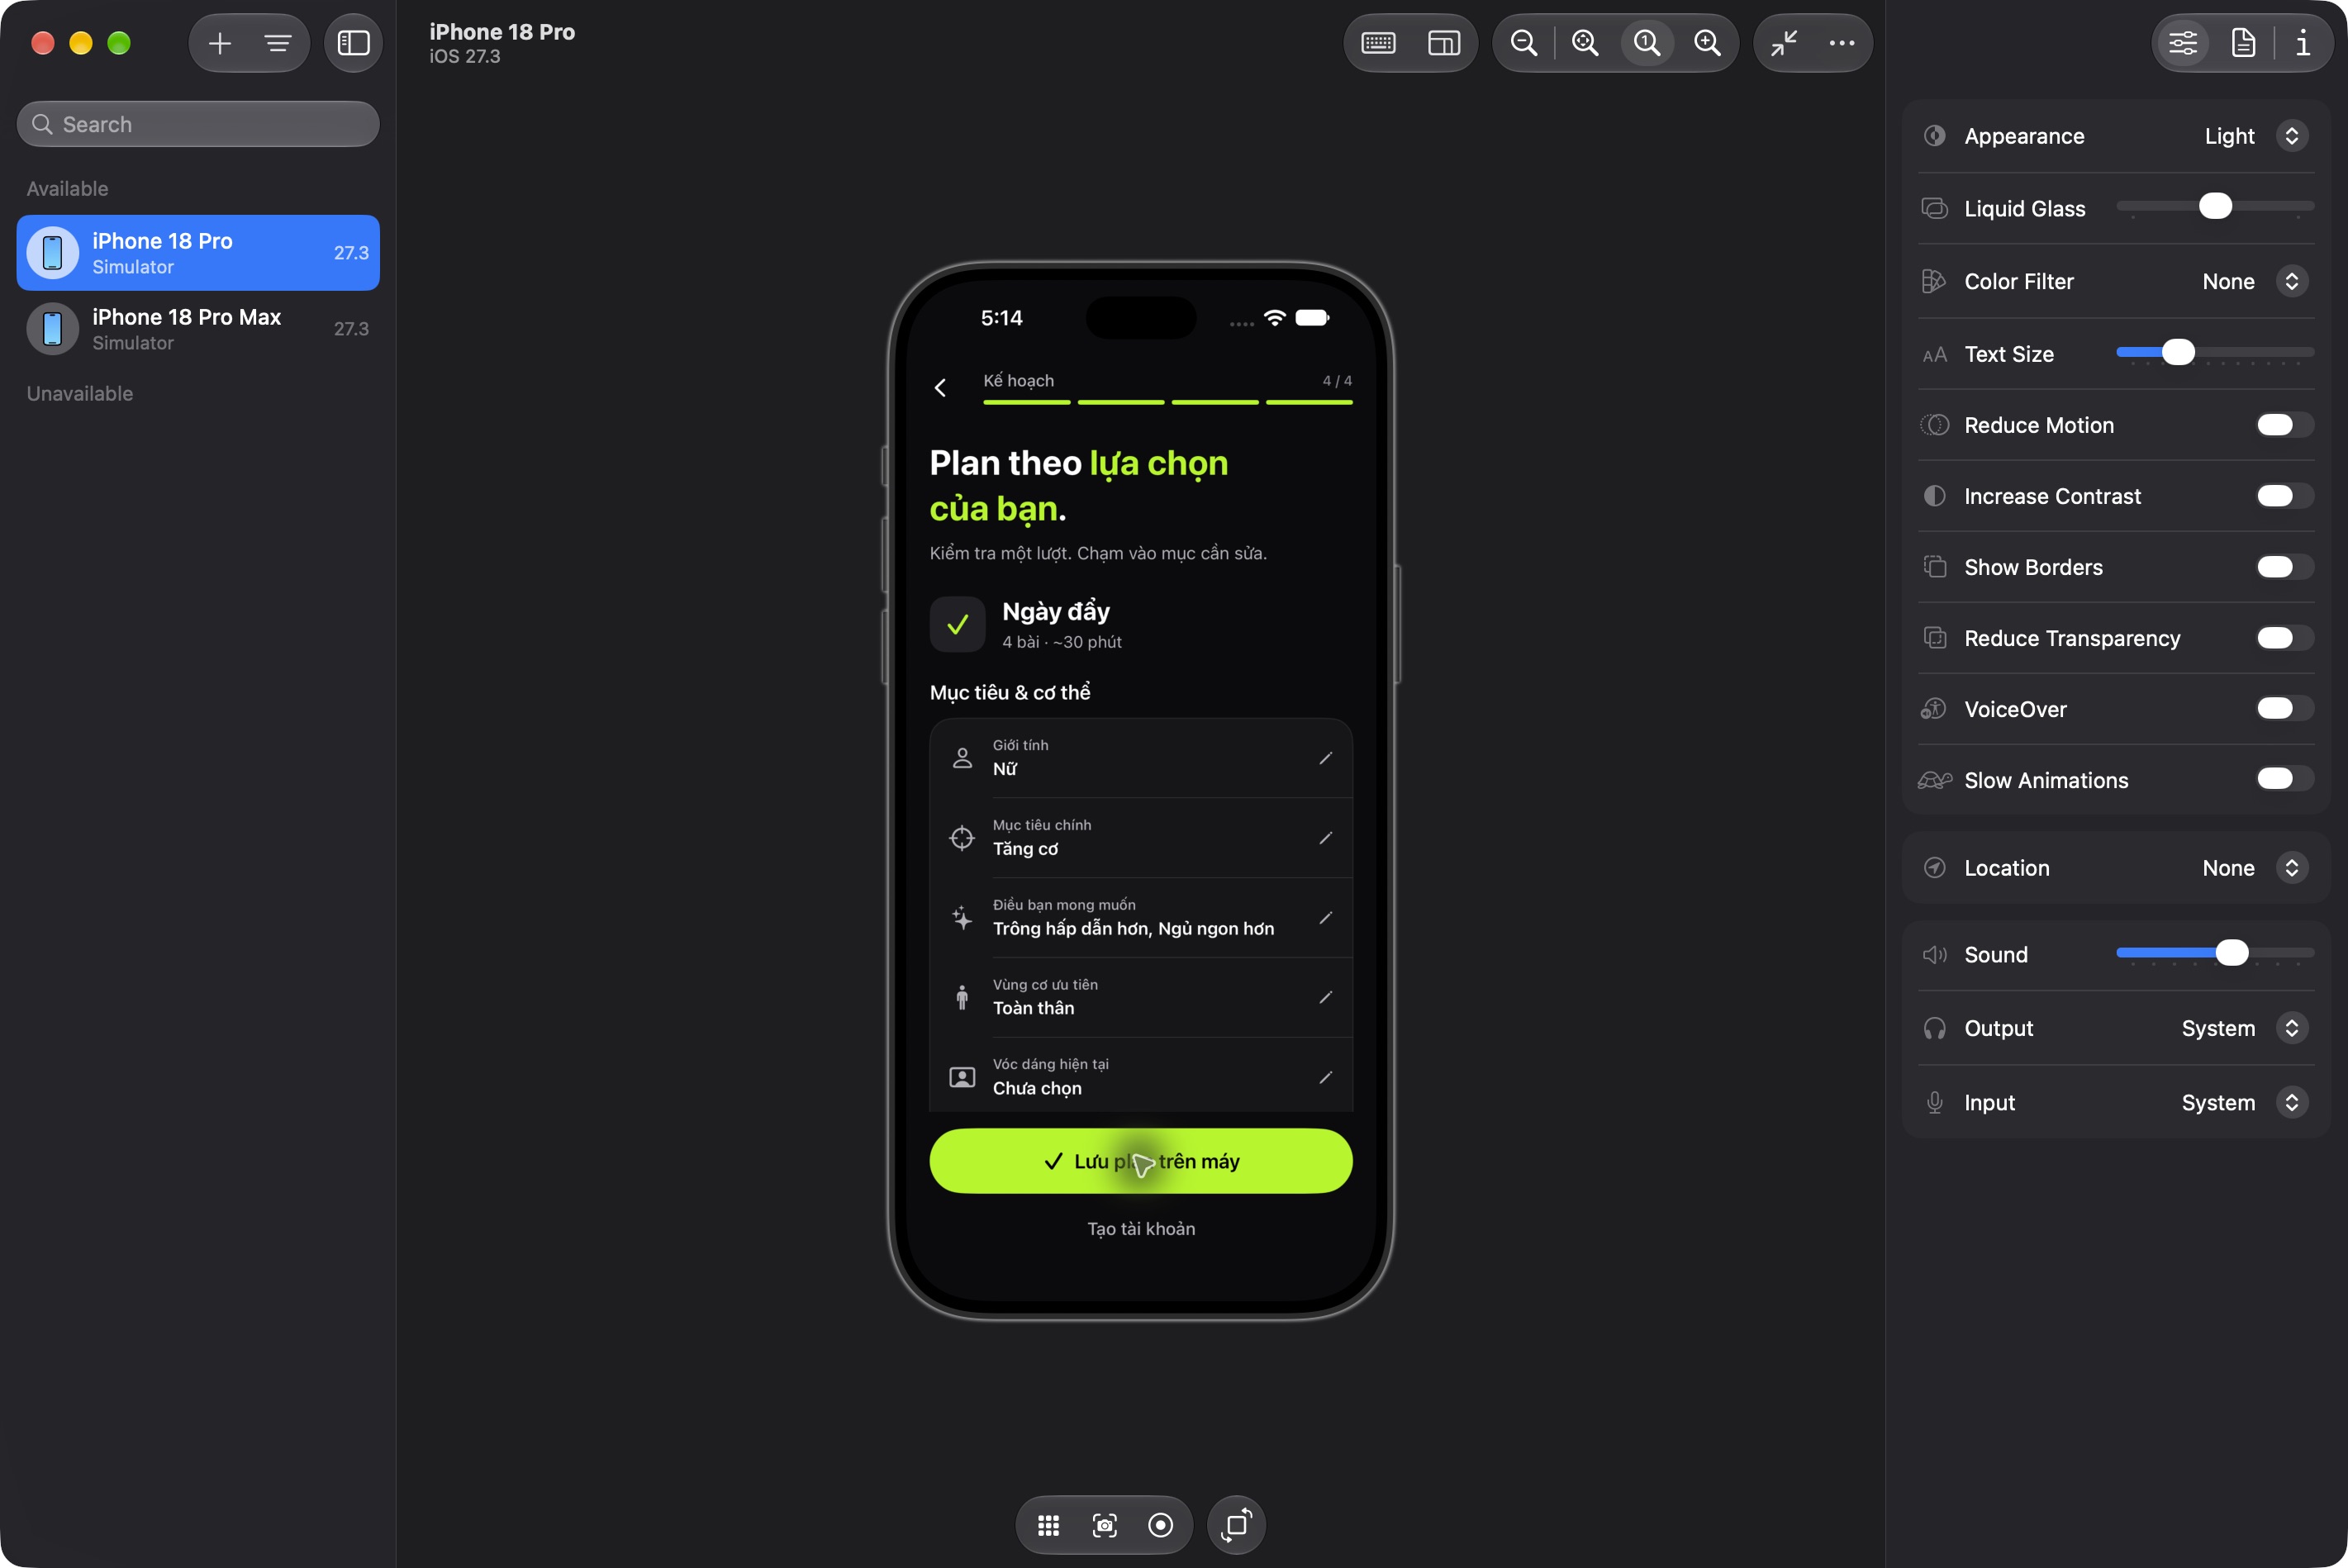 iPhone 18 Pro
iOS 27.3
Search
Available
iPhone 18 Pro
Simulator
27.3
iPhone 18 Pro Max
Simulator
27.3
Unavailable
5:14
Kế hoạch
4 / 4
Plan theo lựa chọn
của bạn.
Kiểm tra một lượt. Chạm vào mục cần sửa.
Ngày đẩy
4 bài · ~30 phút
Mục tiêu & cơ thể
Giới tính
Nữ
Mục tiêu chính
Tăng cơ
Điều bạn mong muốn
Trông hấp dẫn hơn, Ngủ ngon hơn
Vùng cơ ưu tiên
Toàn thân
Vóc dáng hiện tại
Chưa chọn
Lưu plan trên máy
Tạo tài khoản
Appearance
Light
Liquid Glass
Color Filter
None
Text Size
Reduce Motion
Increase Contrast
Show Borders
Reduce Transparency
VoiceOver
Slow Animations
Location
None
Sound
Output
System
Input
System